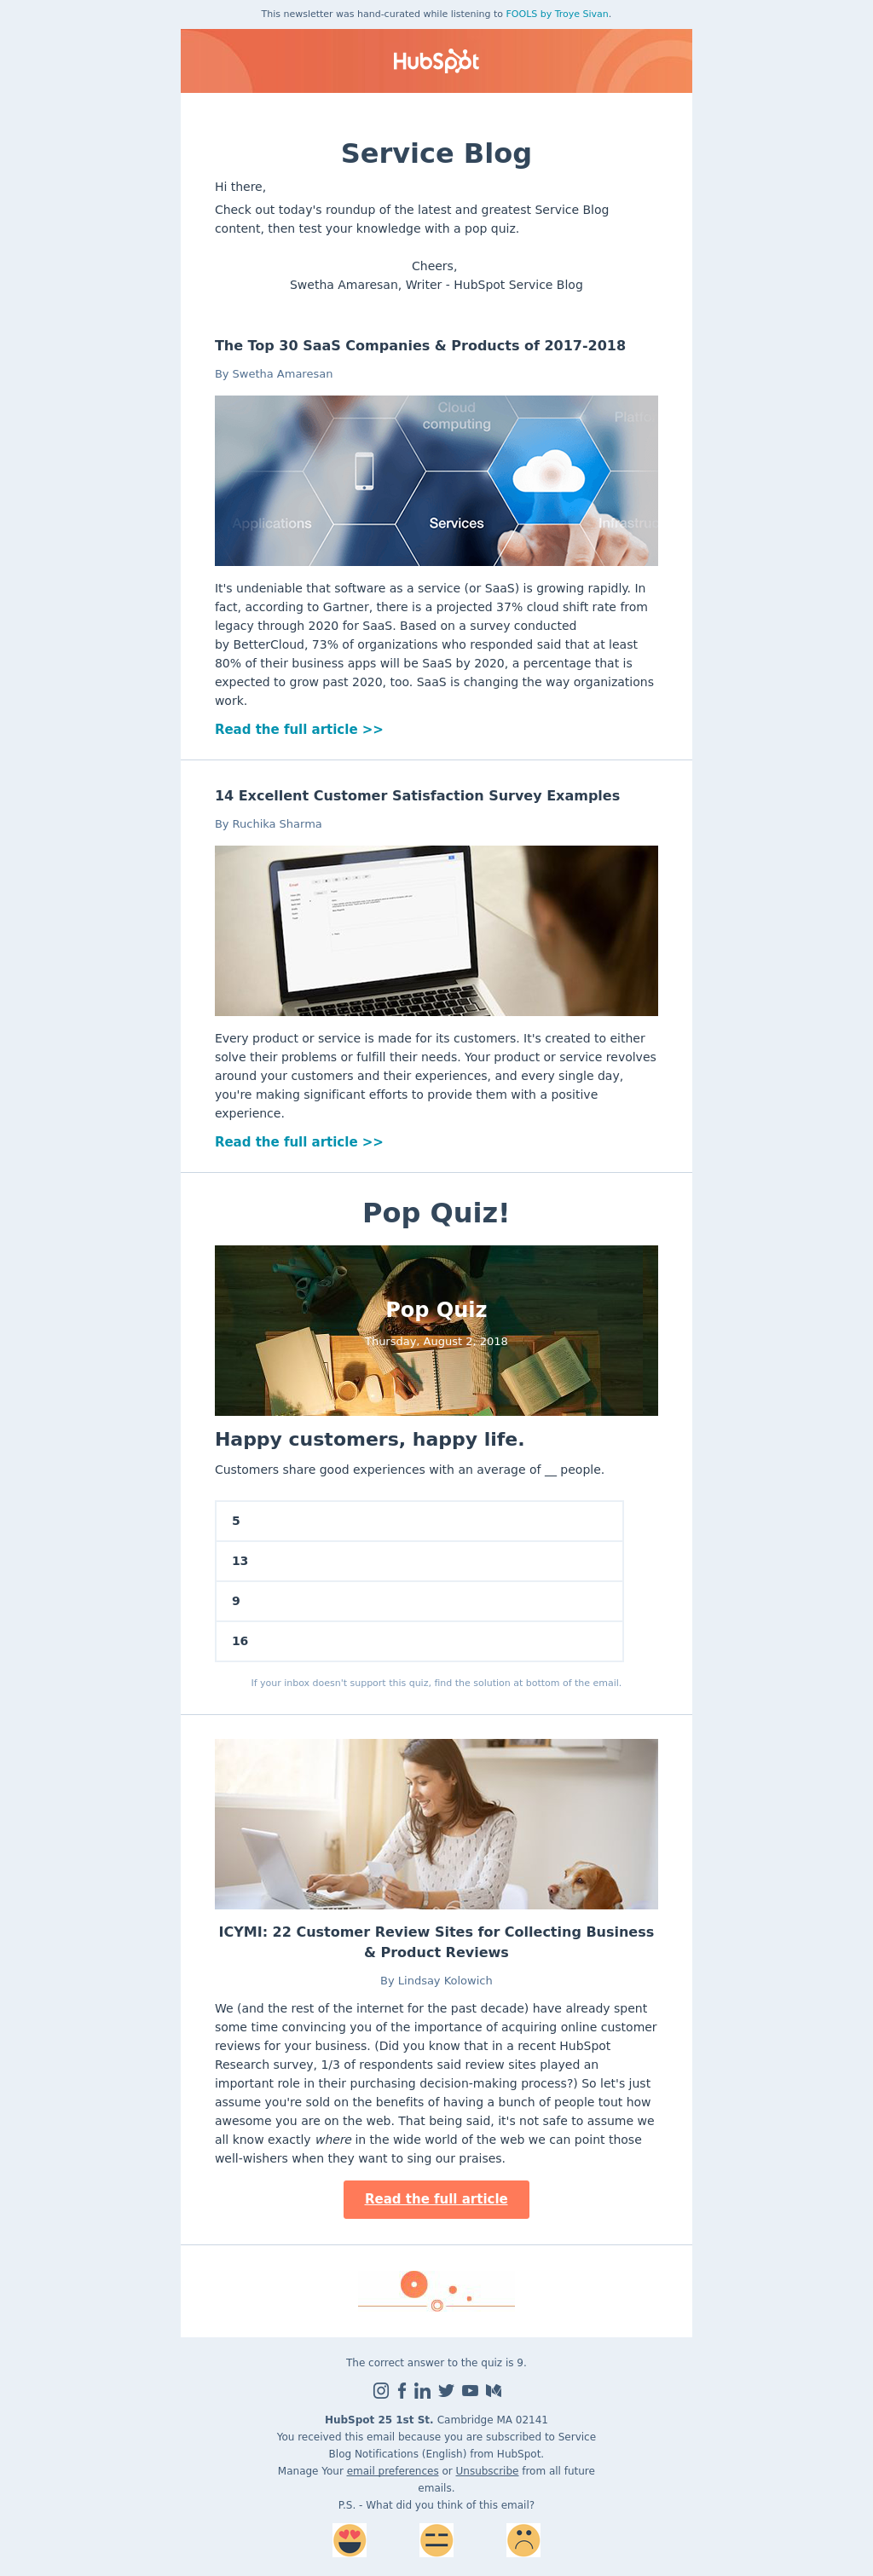 This newsletter was hand-curated while listening to FOOLS by Troye Sivan.
HubSpot
Service Blog
Hi there,
Check out today's roundup of the latest and greatest Service Blog
content, then test your knowledge with a pop quiz.
Cheers,
Swetha Amaresan, Writer - HubSpot Service Blog
The Top 30 SaaS Companies & Products of 2017-2018
By Swetha Amaresan
Cloud
computing
Applications
Services
It's undeniable that software as a service (or SaaS) is growing rapidly. In
fact, according to Gartner, there is a projected 37% cloud shift rate from
legacy through 2020 for SaaS. Based on a survey conducted
by BetterCloud, 73% of organizations who responded said that at least
80% of their business apps will be SaaS by 2020, a percentage that is
expected to grow past 2020, too. SaaS is changing the way organizations
work.
Read the full article >>
14 Excellent Customer Satisfaction Survey Examples
By Ruchika Sharma
Every product or service is made for its customers. It's created to either
solve their problems or fulfill their needs. Your product or service revolves
around your customers and their experiences, and every single day,
you're making significant efforts to provide them with a positive
experience.
Read the full article >>
Pop Quiz!
Pop Quiz
Thursday, August 2, 2018
Happy customers, happy life.
Customers share good experiences with an average of __ people.
5
13
9
16
If your inbox doesn't support this quiz, find the solution at bottom of the email.
ICYMI: 22 Customer Review Sites for Collecting Business
& Product Reviews
By Lindsay Kolowich
We (and the rest of the internet for the past decade) have already spent
some time convincing you of the importance of acquiring online customer
reviews for your business. (Did you know that in a recent HubSpot
Research survey, 1/3 of respondents said review sites played an
important role in their purchasing decision-making process?) So let's just
assume you're sold on the benefits of having a bunch of people tout how
awesome you are on the web. That being said, it's not safe to assume we
all know exactly where in the wide world of the web we can point those
well-wishers when they want to sing our praises.
Read the full article
The correct answer to the quiz is 9.
HubSpot 25 1st St. Cambridge MA 02141
You received this email because you are subscribed to Service
Blog Notifications (English) from HubSpot.
Manage Your email preferences or Unsubscribe from all future
emails.
P.S. - What did you think of this email?